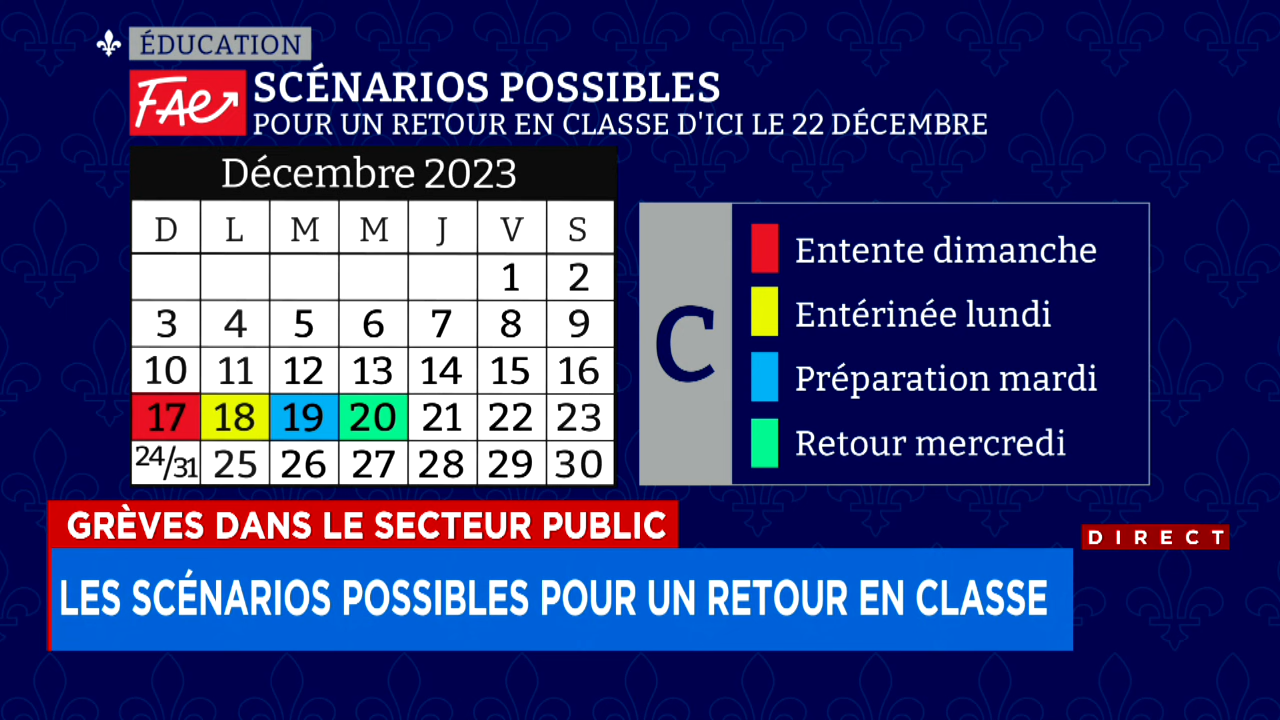 ÉDUCATION
FAE
SCÉNARIOS POSSIBLES
POUR UN RETOUR EN CLASSE D'ICI LE 22 DÉCEMBRE
Décembre 2023
D L M M J V S
1 2
3 4 5 6 7 8 9
10 11 12 13 14 15 16
17 18 19 20 21 22 23
24/31 25 26 27 28 29 30
C
Entente dimanche
Entérinée lundi
Préparation mardi
Retour mercredi
GRÈVES DANS LE SECTEUR PUBLIC
DIRECT
LES SCÉNARIOS POSSIBLES POUR UN RETOUR EN CLASSE